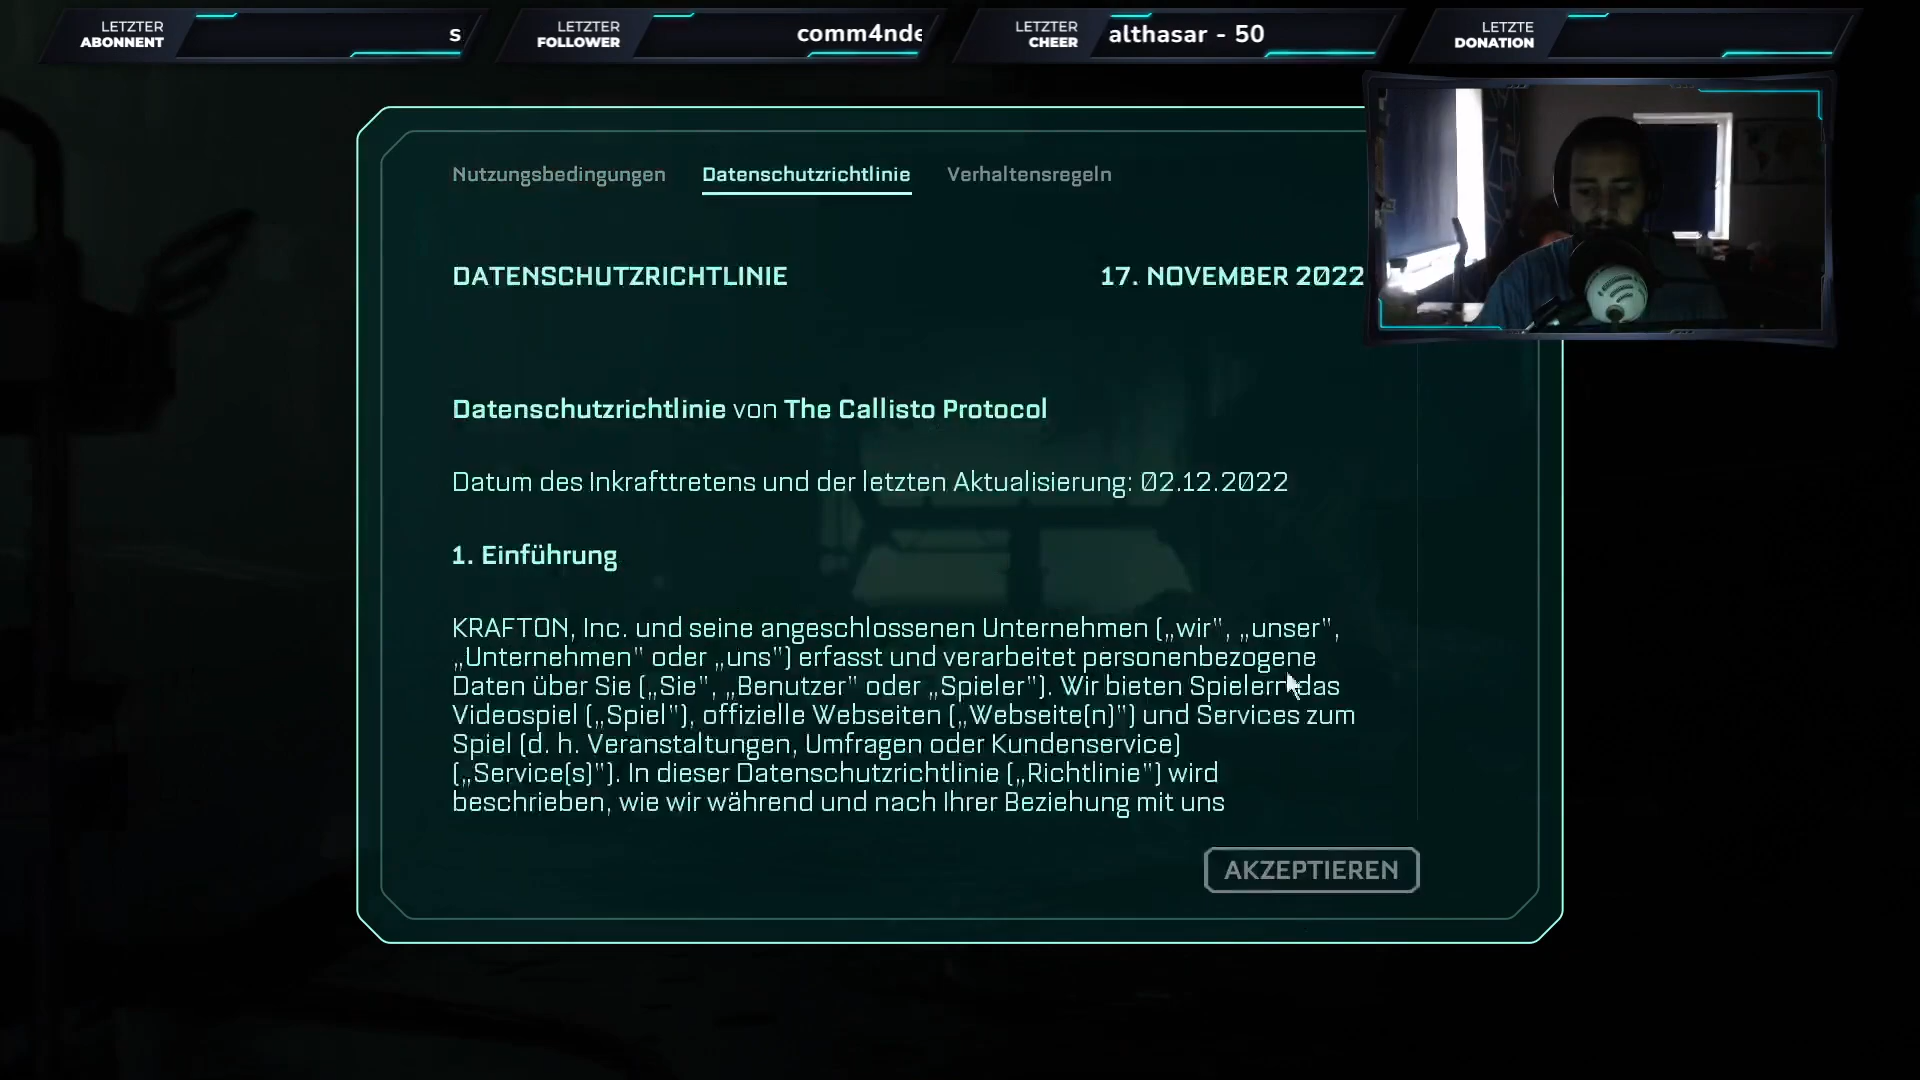 LETZTER
ABONNENT
s
LETZTER
FOLLOWER
comm4nde
LETZTER
CHEER
althasar - 50
LETZTE
DONATION
Nutzungsbedingungen
Datenschutzrichtlinie
Verhaltensregeln
DATENSCHUTZRICHTLINIE
17. NOVEMBER 2022
Datenschutzrichtlinie von The Callisto Protocol
Datum des Inkrafttretens und der letzten Aktualisierung: 02.12.2022
1. Einführung
KRAFTON, Inc. und seine angeschlossenen Unternehmen („wir", „unser",
„Unternehmen" oder „uns") erfasst und verarbeitet personenbezogene
Daten über Sie („Sie", „Benutzer" oder „Spieler"). Wir bieten Spielern das
Videospiel („Spiel"), offizielle Webseiten („Webseite(n)") und Services zum
Spiel (d. h. Veranstaltungen, Umfragen oder Kundenservice)
(„Service(s)"). In dieser Datenschutzrichtlinie („Richtlinie") wird
beschrieben, wie wir während und nach Ihrer Beziehung mit uns
AKZEPTIEREN